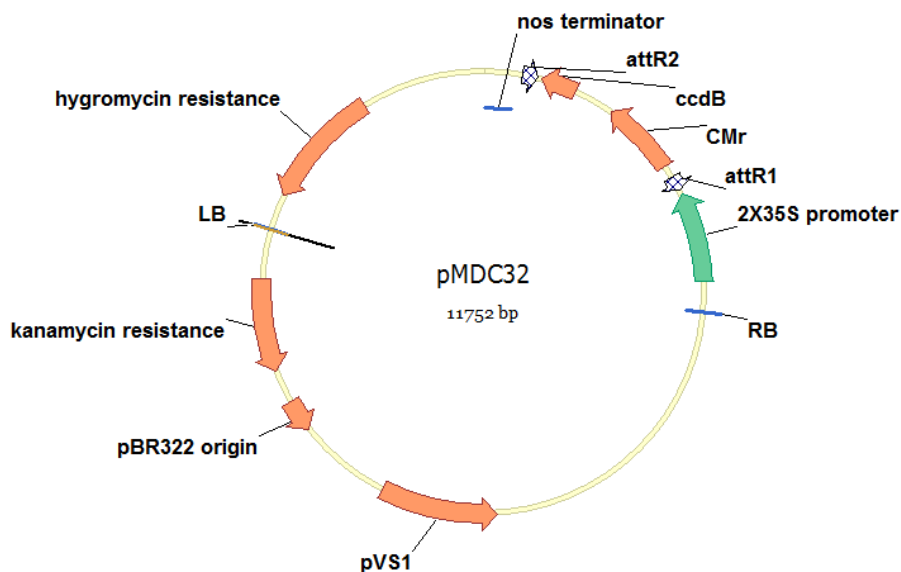 nos terminator
attR2
hygromycin resistance
ccdB
CMr
attR1
LB
2X35S promoter
pMDC32
11752 bp
kanamycin resistance
RB
pBR322 origin
pVS1